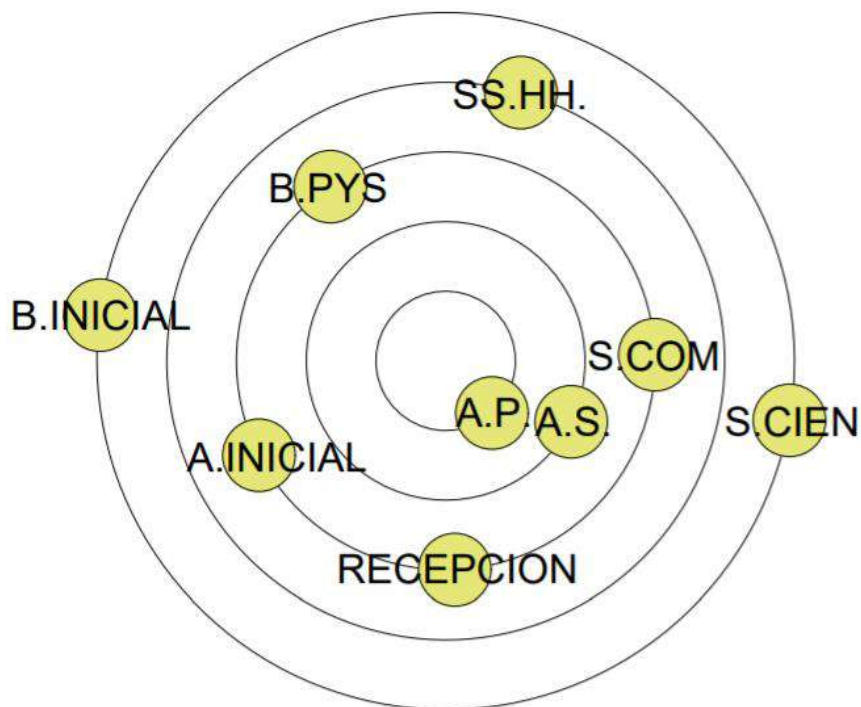 SS.HH.
B.PYS
B.INICIAL
S.COM
A.P.
A.S.
S.CIEN
A.INICIAL
RECEPCION